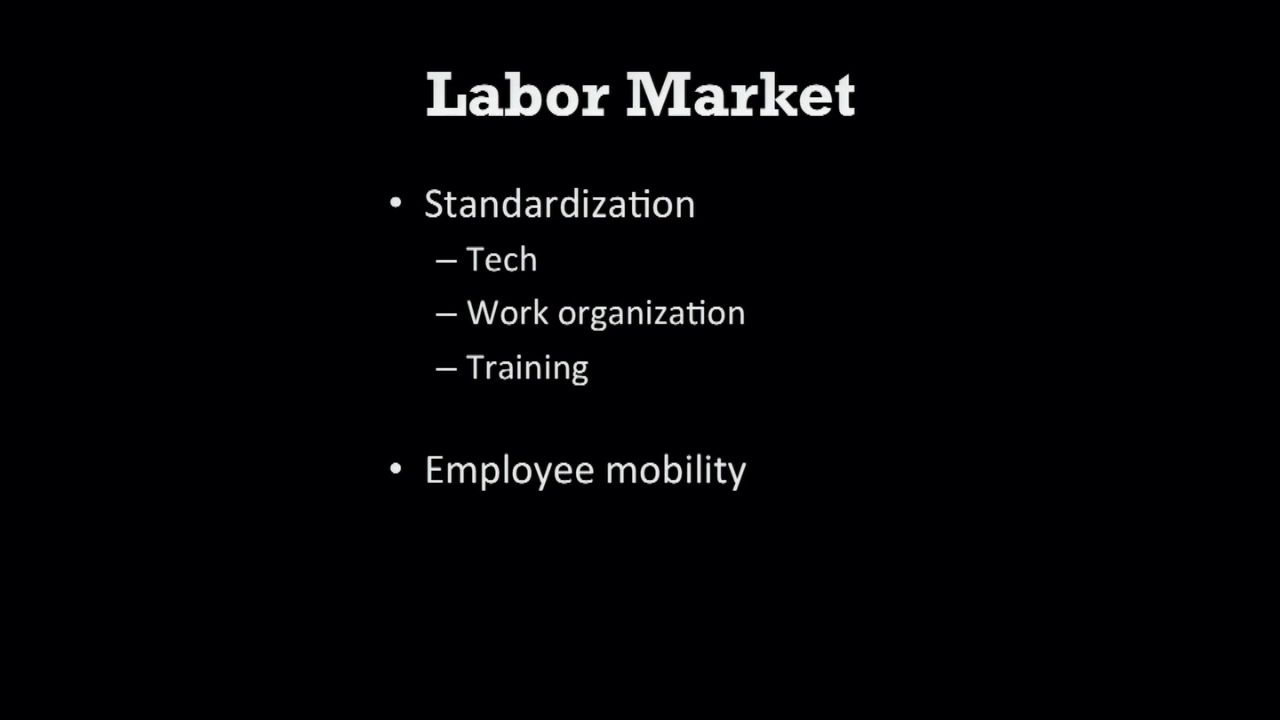 Labor Market
• Standardization
– Tech
– Work organization
– Training
• Employee mobility